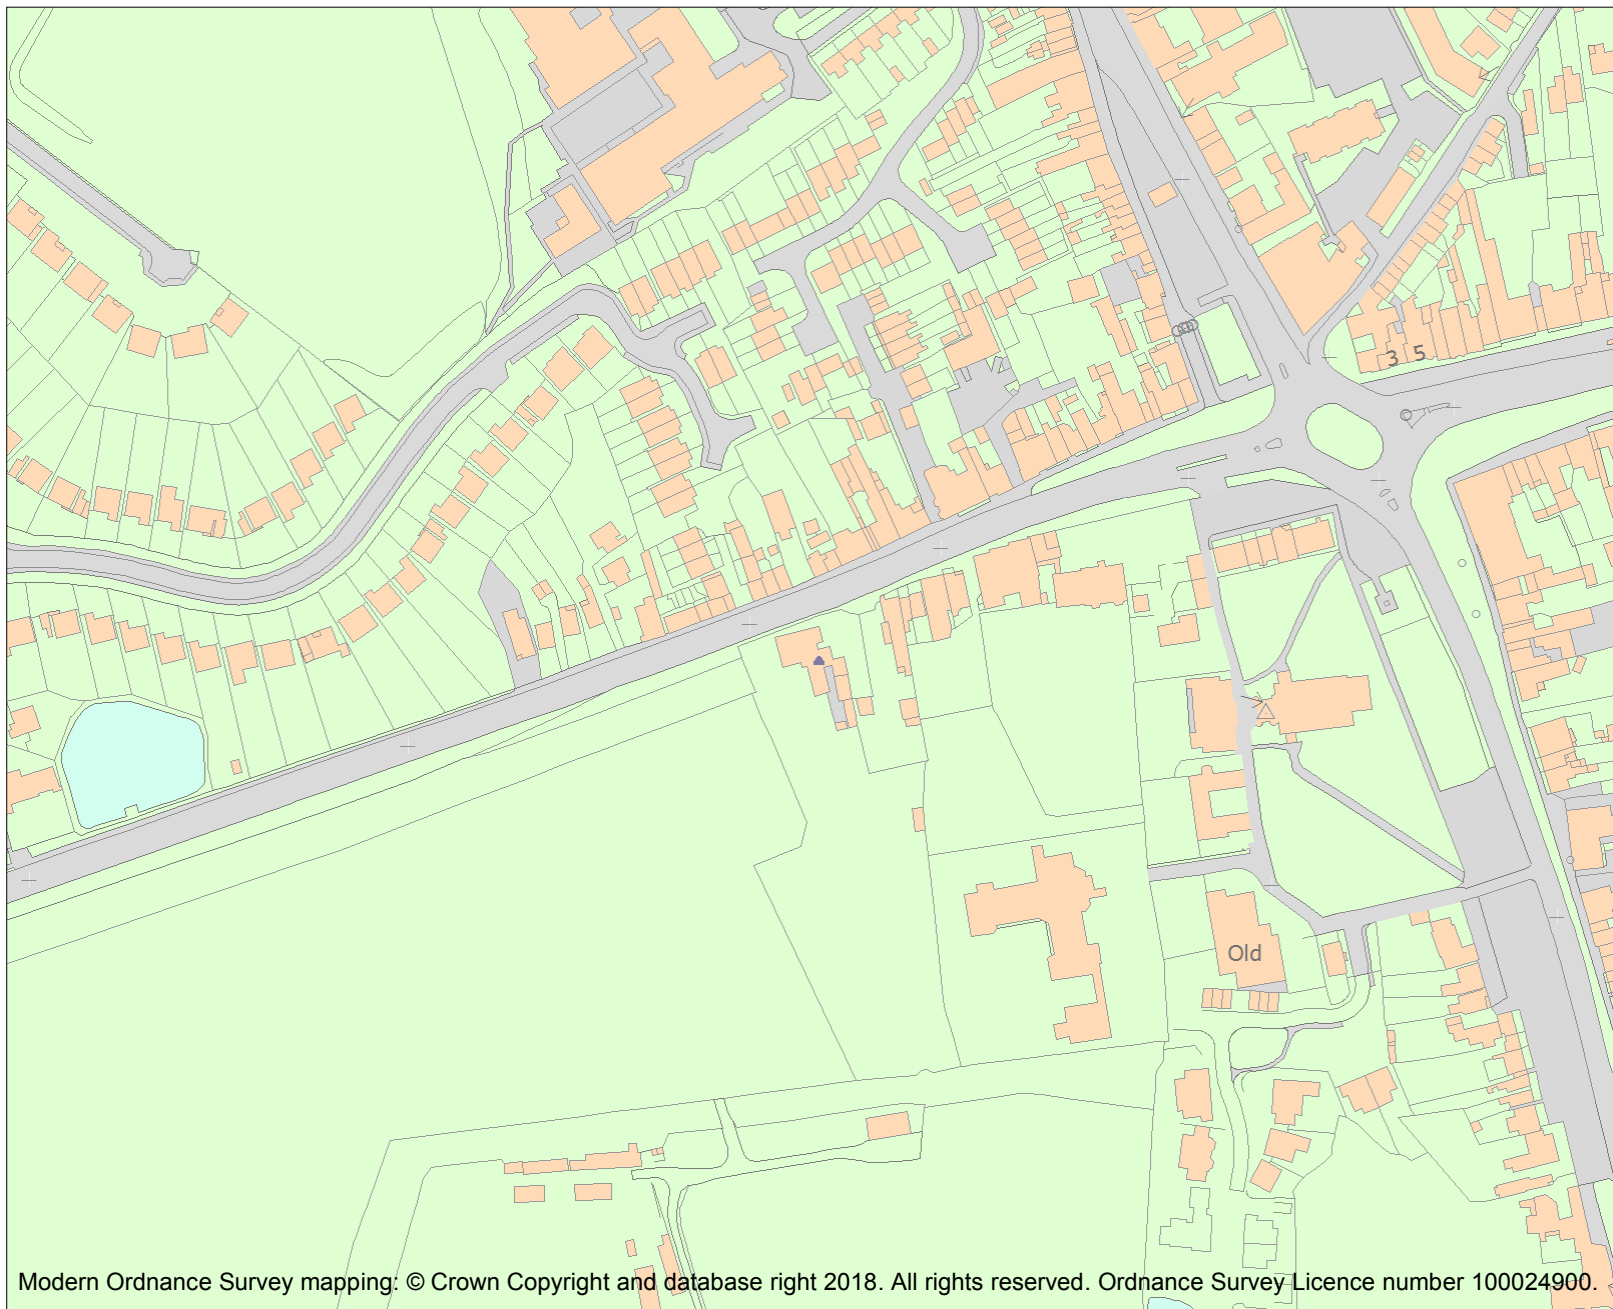 3 5
Old
Modern Ordnance Survey mapping: © Crown Copyright and database right 2018. All rights reserved. Ordnance Survey Licence number 100024900.